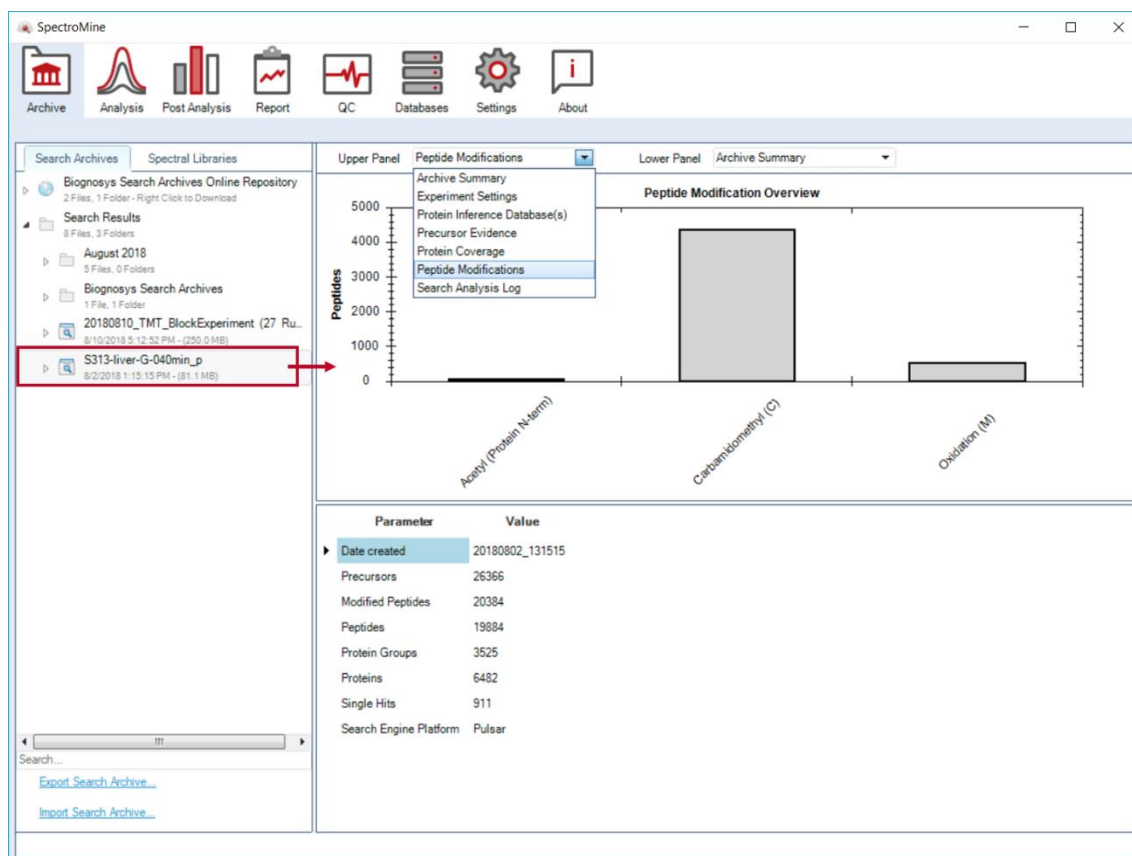 SpectroMine
Archive
Analysis
Post Analysis
Report
QC
Databases
Settings
About
Search Archives
Spectral Libraries
Biognosys Search Archives Online Repository
2 Files, 1 Folder - Right Click to Download
Search Results
8 Files, 3 Folders
August 2018
5 Files, 0 Folders
Biognosys Search Archives
1 File, 1 Folder
20180810_TMT_BlockExperiment (27 Ru...
8/10/2018 5:12:52 PM - (250.0 MB)
S313-liver-G-040min_p
8/2/2018 1:15:15 PM - (81.1 MB)
Search...
Export Search Archive...
Import Search Archive...
Upper Panel Peptide Modifications
Lower Panel Archive Summary
Archive Summary
Experiment Settings
Protein Inference Database(s)
Precursor Evidence
Protein Coverage
Peptide Modifications
Search Analysis Log
Peptide Modification Overview
Peptides
5000
4000
3000
2000
1000
0
Acetyl (Protein N-term)
Carbamidomethyl (C)
Oxidation (M)
Parameter Value
Date created 20180802_131515
Precursors 26366
Modified Peptides 20384
Peptides 19884
Protein Groups 3525
Proteins 6482
Single Hits 911
Search Engine Platform Pulsar